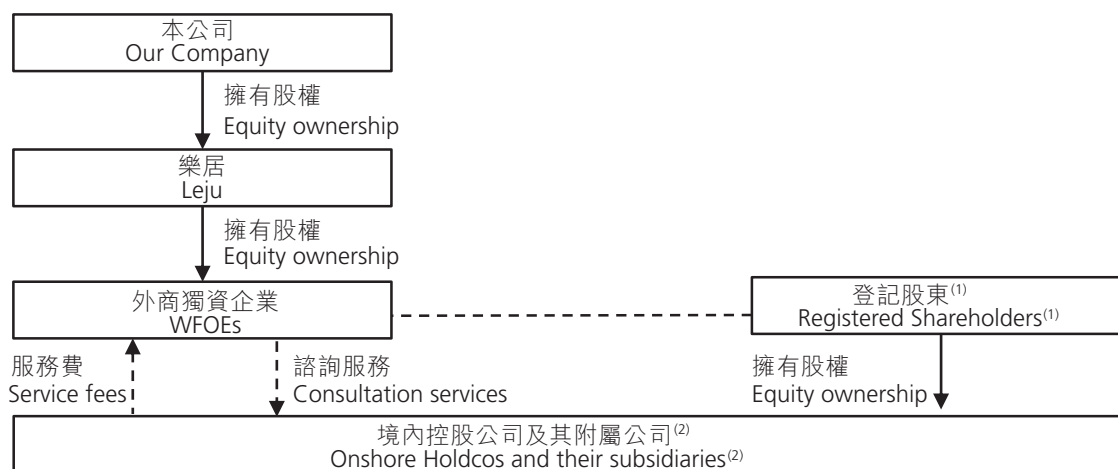 本公司
Our Company
擁有股權
Equity ownership
樂居
Leju
擁有股權
Equity ownership
外商獨資企業
WFOEs
登記股東(1)
Registered Shareholders(1)
服務費
Service fees
諮詢服務
Consultation services
擁有股權
Equity ownership
境內控股公司及其附屬公司(2)
Onshore Holdcos and their subsidiaries(2)